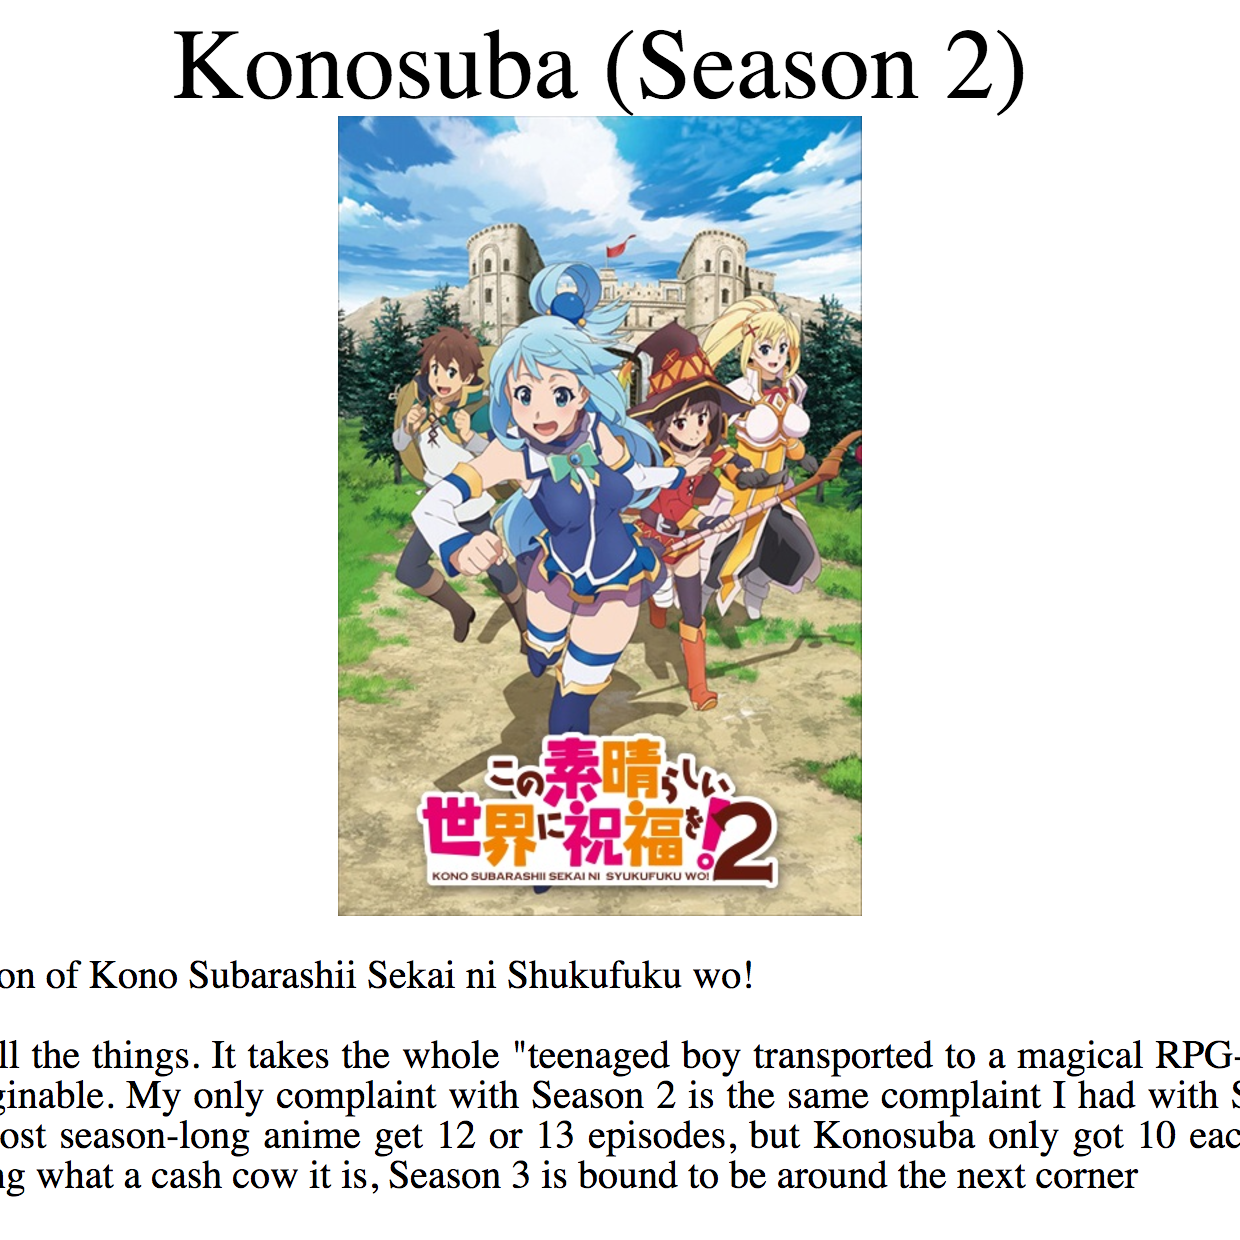 Konosuba (Season 2)
この素晴らしい
世界に祝福を!2
KONO SUBARASHII SEKAI NI SYUKUFUKU WO!
on of Kono Subarashii Sekai ni Shukufuku wo!
ll the things. It takes the whole "teenaged boy transported to a magical RPG-
ginable. My only complaint with Season 2 is the same complaint I had with S
ost season-long anime get 12 or 13 episodes, but Konosuba only got 10 eac
ng what a cash cow it is, Season 3 is bound to be around the next corner